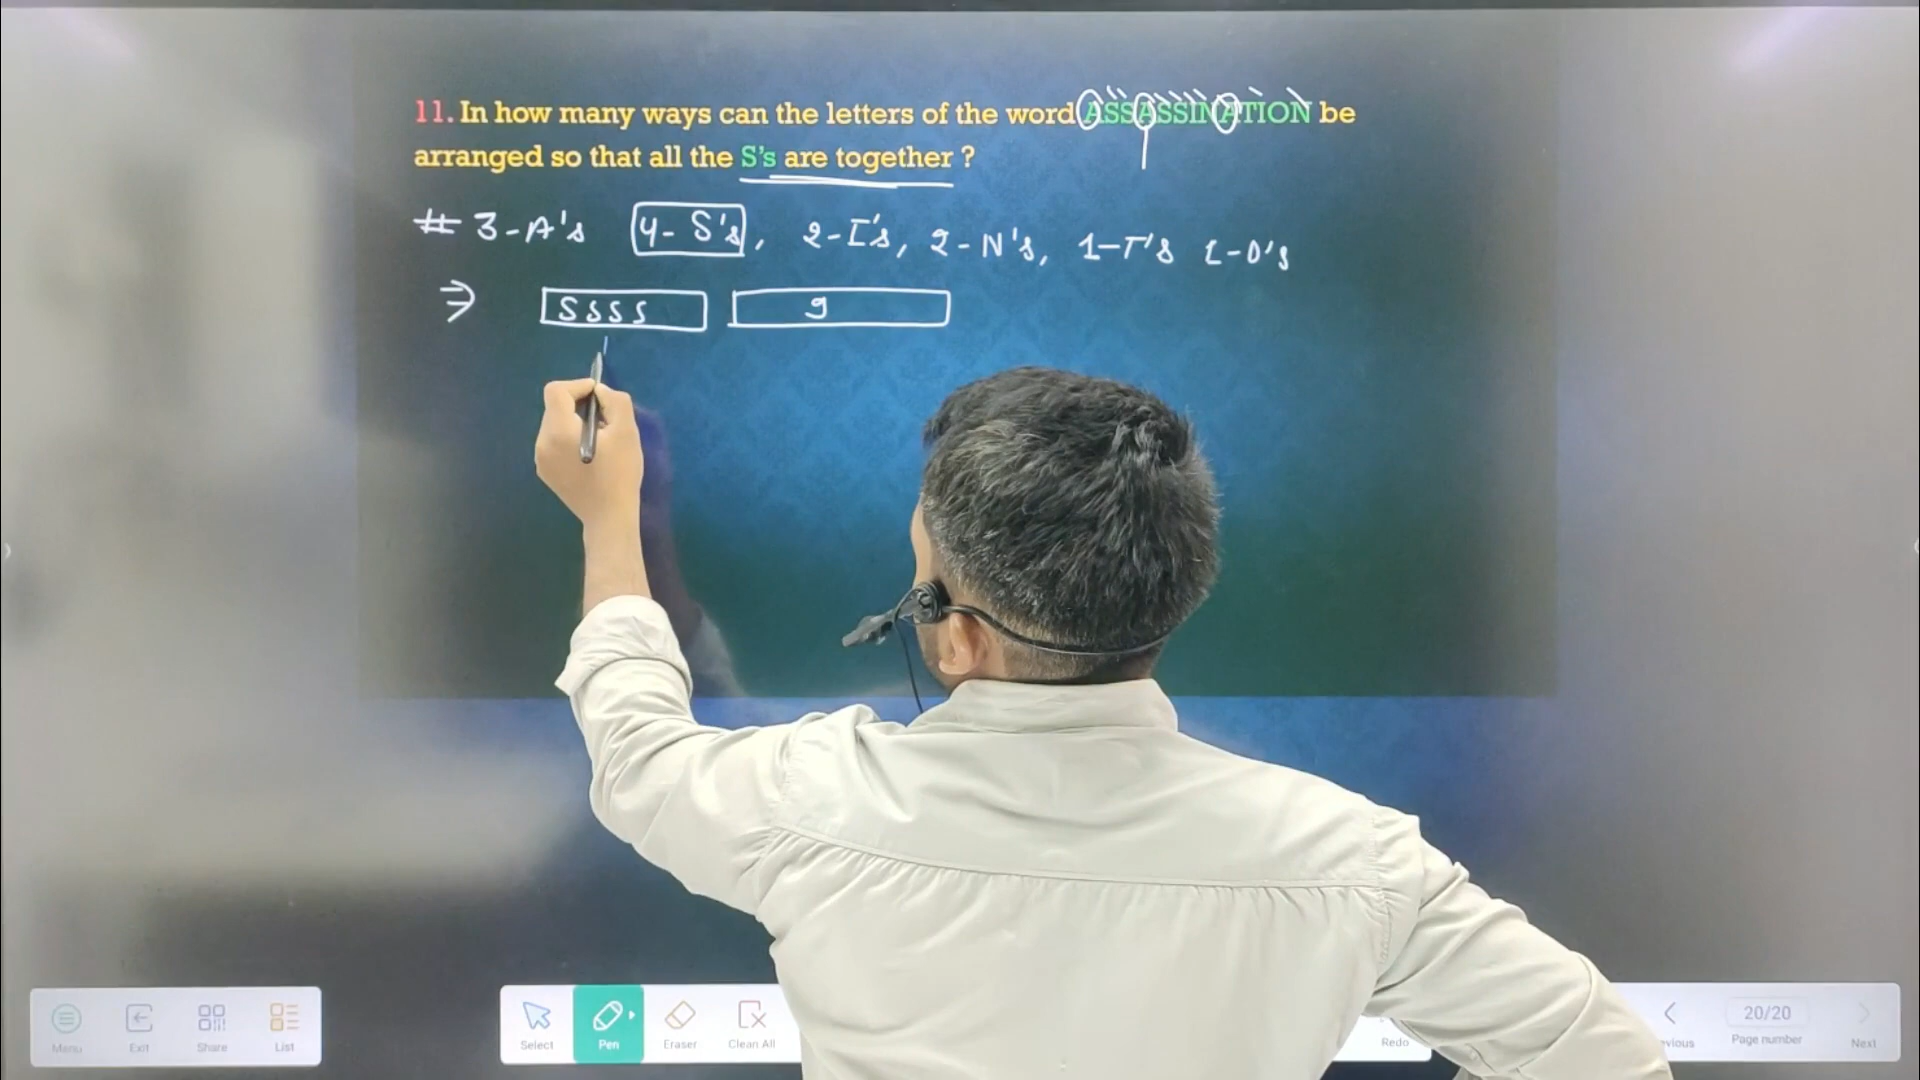 11. In how many ways can the letters of the word ASSASSINATION be
arranged so that all the S's are together ?
# 3-A's 4- S's, 2-I's, 2-N's, 1-T's 1-O's
⇒ SSSS 9
Menu Exit Share List Select Pen Eraser Clean All Redo vious 20/20 Page number Next